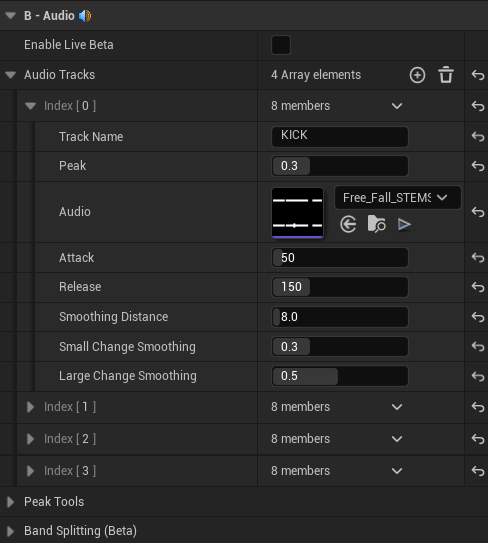 B - Audio
Enable Live Beta
Audio Tracks 4 Array elements
Index [ 0 ] 8 members
Track Name KICK
Peak 0.3
Audio Free_Fall_STEMS
Attack 50
Release 150
Smoothing Distance 8.0
Small Change Smoothing 0.3
Large Change Smoothing 0.5
Index [ 1 ] 8 members
Index [ 2 ] 8 members
Index [ 3 ] 8 members
Peak Tools
Band Splitting (Beta)